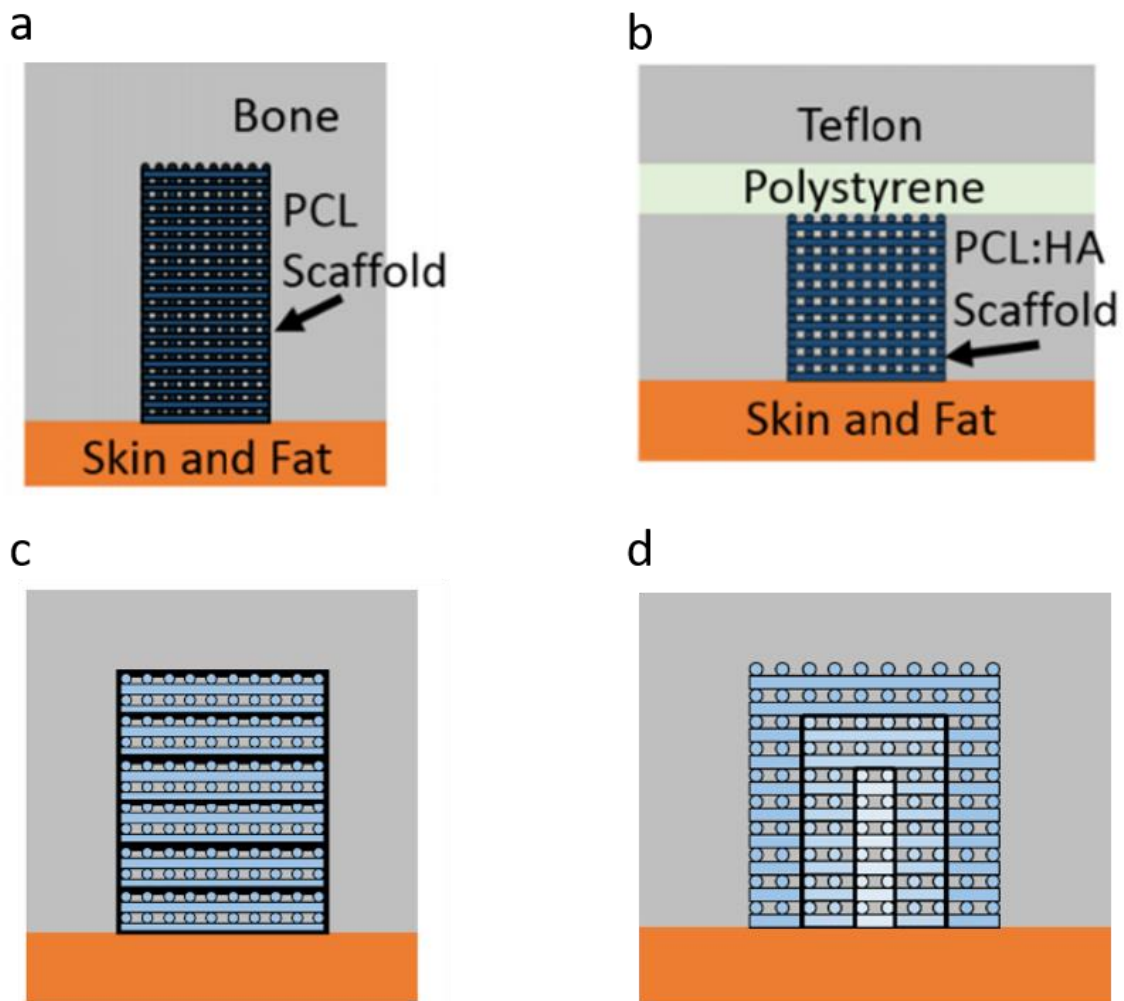 a
Bone
PCL
Scaffold
Skin and Fat
b
Teflon
Polystyrene
PCL:HA
Scaffold
Skin and Fat
c
d